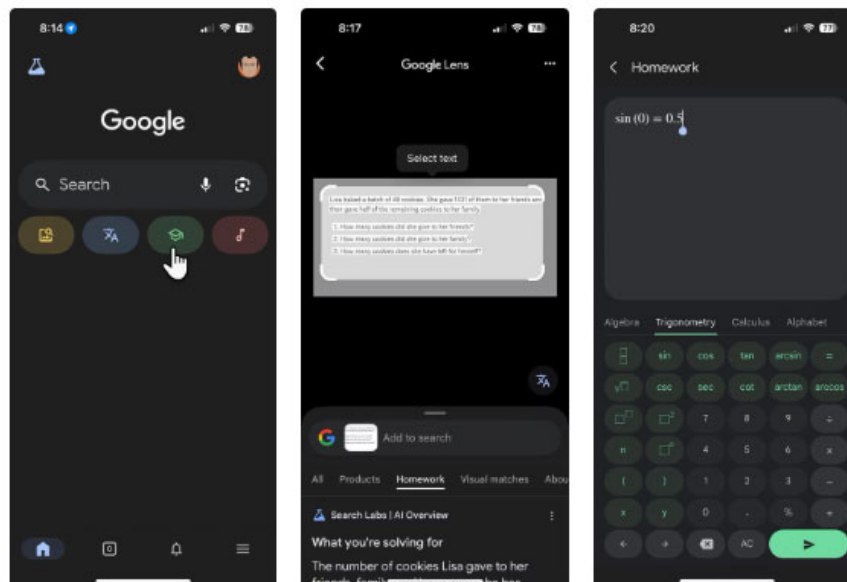 8:14
78
Google
Search
8:17
78
Google Lens
Select text
Lisa baked a batch of 48 cookies. She gave 1/3 of them to her friends and
then gave half of the remaining cookies to her family.
1. How many cookies did she give to her friends?
2. How many cookies did she give to her family?
3. How many cookies does she have left for herself?
Add to search
All Products Homework Visual matches Abou
Search Labs | AI Overview
What you're solving for
The number of cookies Lisa gave to her
8:20
77
Homework
sin (0) = 0.5
Algebra Trigonometry Calculus Alphabet
sin cos tan arcsin =
√ csc sec cot arctan arccos
7 8 9 ÷
n 4 5 6 ×
( ) 1 2 3 −
x y 0 . % +
AC